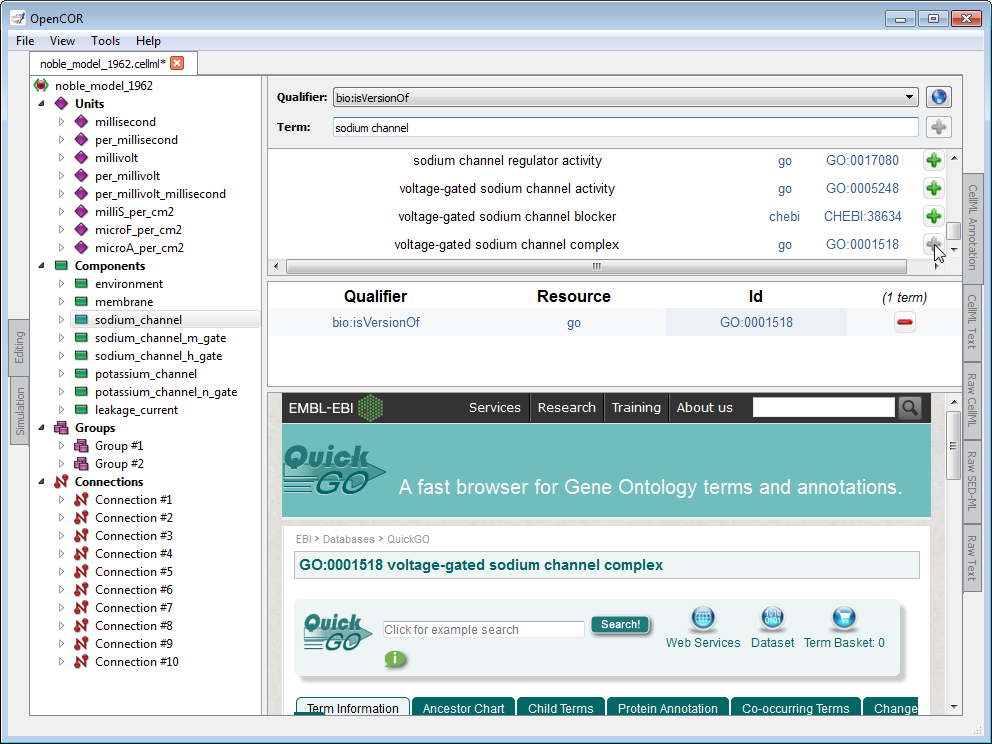 OpenCOR
File View Tools Help
noble_model_1962.cellml*
noble_model_1962
Units
millisecond
per_millisecond
millivolt
per_millivolt
per_millivolt_millisecond
milliS_per_cm2
microF_per_cm2
microA_per_cm2
Components
environment
membrane
sodium_channel
sodium_channel_m_gate
sodium_channel_h_gate
potassium_channel
potassium_channel_n_gate
leakage_current
Groups
Group #1
Group #2
Connections
Connection #1
Connection #2
Connection #3
Connection #4
Connection #5
Connection #6
Connection #7
Connection #8
Connection #9
Connection #10
Editing
Simulation
Qualifier: bio:isVersionOf
Term: sodium channel
sodium channel regulator activity go GO:0017080
voltage-gated sodium channel activity go GO:0005248
voltage-gated sodium channel blocker chebi CHEBI:38634
voltage-gated sodium channel complex go GO:0001518
Qualifier Resource Id (1 term)
bio:isVersionOf go GO:0001518
EMBL-EBI Services Research Training About us
Quick GO
A fast browser for Gene Ontology terms and annotations.
EBI > Databases > QuickGO
GO:0001518 voltage-gated sodium channel complex
Quick GO
Click for example search Search!
Web Services Dataset Term Basket: 0
Term Information Ancestor Chart Child Terms Protein Annotation Co-occurring Terms Change
CellML Annotation
CellML Text
Raw CellML
Raw SED-ML
Raw Text